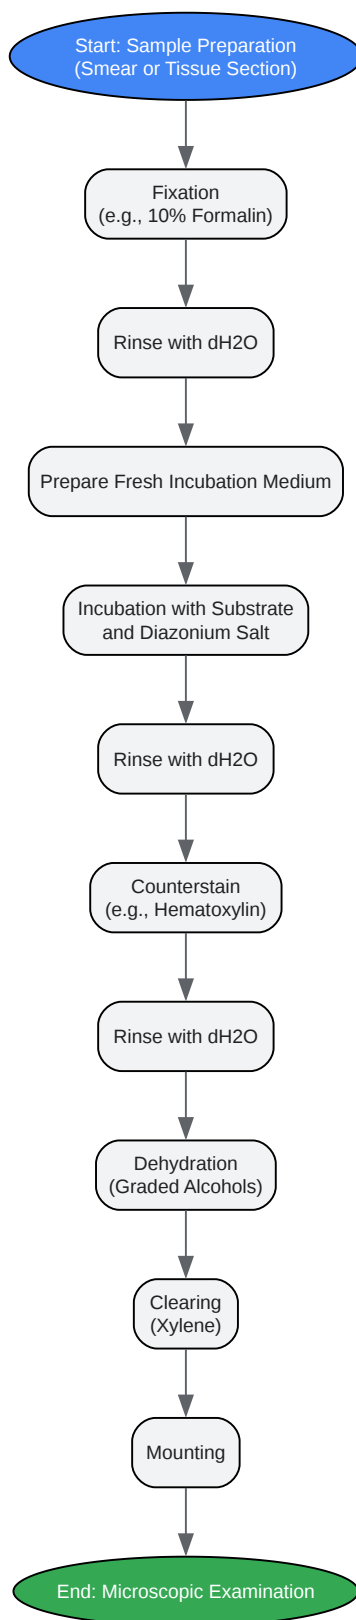 Start: Sample Preparation
(Smear or Tissue Section)
Fixation
(e.g., 10% Formalin)
Rinse with dH2O
Prepare Fresh Incubation Medium
Incubation with Substrate
and Diazonium Salt
Rinse with dH2O
Counterstain
(e.g., Hematoxylin)
Rinse with dH2O
Dehydration
(Graded Alcohols)
Clearing
(Xylene)
Mounting
End: Microscopic Examination